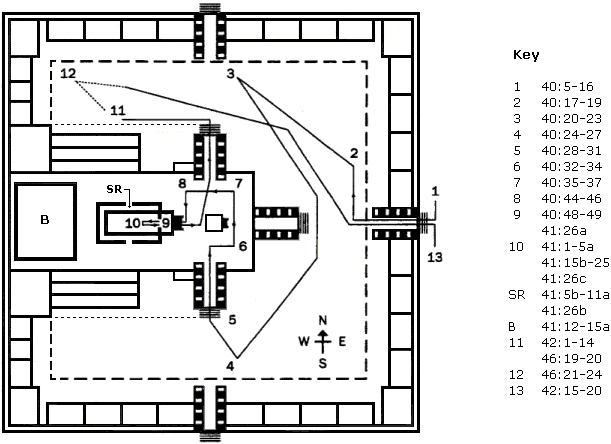 12
3
11
2
8
7
SR
1
B
10
9
6
13
5
N
W E
S
4
Key
1 40:5-16
2 40:17-19
3 40:20-23
4 40:24-27
5 40:28-31
6 40:32-34
7 40:35-37
8 40:44-46
9 40:48-49
41:26a
10 41:1-5a
41:15b-25
41:26c
SR 41:5b-11a
41:26b
B 41:12-15a
11 42:1-14
46:19-20
12 46:21-24
13 42:15-20